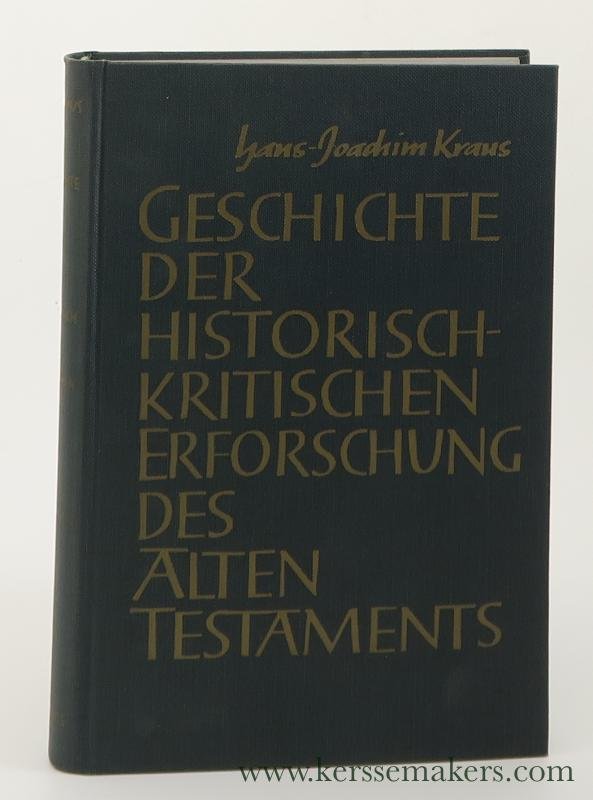 Hans-Joachim Kraus
GESCHICHTE
DER
HISTORISCH-
KRITISCHEN
ERFORSCHUNG
DES
ALTEN
TESTAMENTS
www.kerssemakers.com